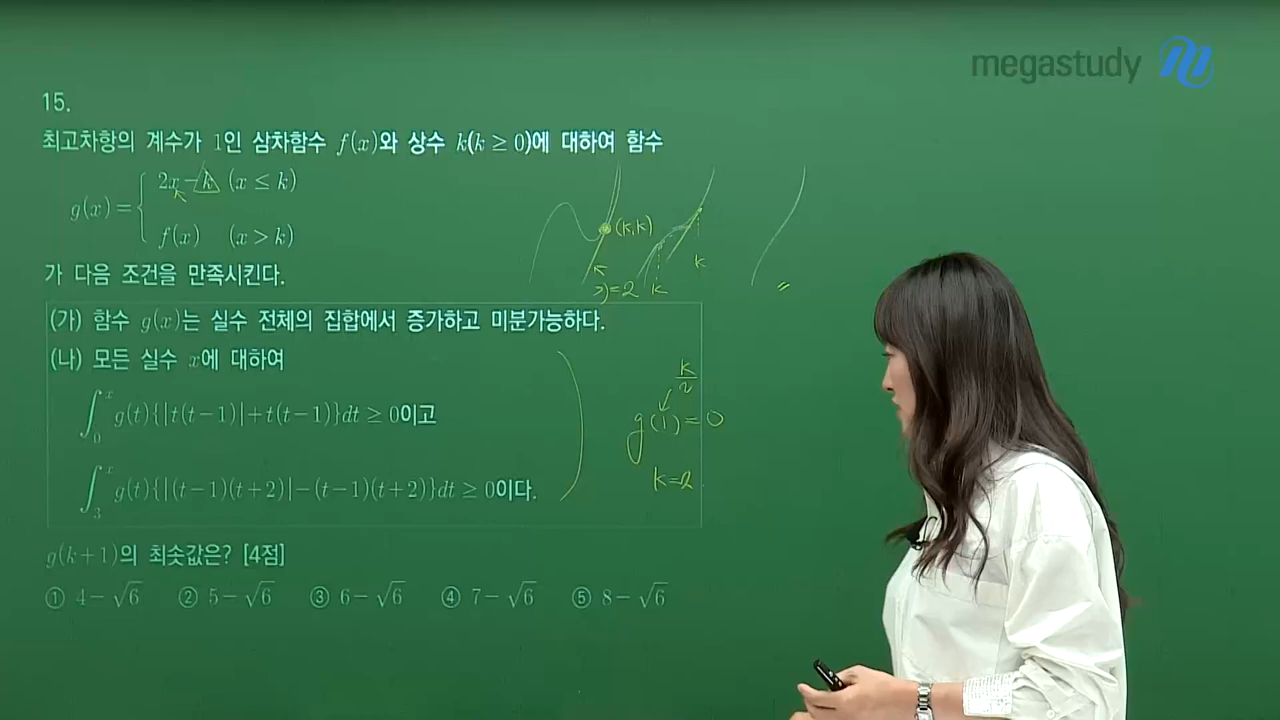 megastudy
15.
최고차항의 계수가 1인 삼차함수 f(x)와 상수 k(k ≥ 0)에 대하여 함수
g(x) = { 2x-k (x ≤ k)
f(x) (x > k)
가 다음 조건을 만족시킨다.
(k,k)
k
k
=2
(가) 함수 g(x)는 실수 전체의 집합에서 증가하고 미분가능하다.
(나) 모든 실수 x에 대하여
∫₀ˣ g(t){|t(t-1)|+t(t-1)}dt ≥ 0이고
∫₃ˣ g(t){|(t-1)(t+2)|-(t-1)(t+2)}dt ≥ 0이다.
k/2
g(1)=0
k=2
g(k+1)의 최솟값은? [4점]
① 4-√6 ② 5-√6 ③ 6-√6 ④ 7-√6 ⑤ 8-√6